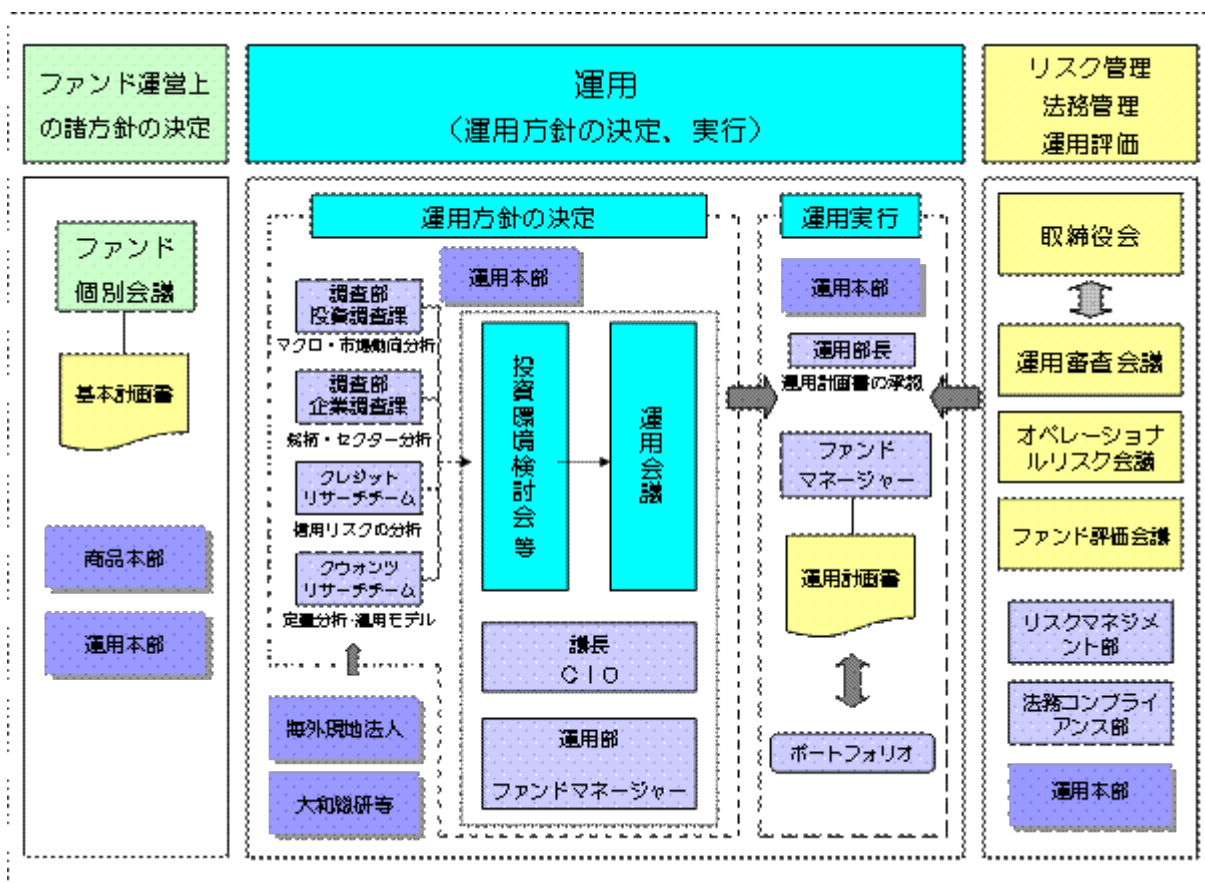 ファンド運営上
の諸方針の決定
運用
(運用方針の決定、実行)
リスク管理
法務管理
運用評価
ファンド
個別会議
基本計画書
商品本部
運用本部
運用方針の決定
運用本部
調査部
投資調査課
マクロ・市場動向分析
調査部
企業調査課
銘柄・セクター分析
クレジット
リサーチチーム
信用リスクの分析
クウォンツ
リサーチチーム
定量分析・運用モデル
海外現地法人
大和総研等
投資環境検討会等
運用会議
議長
CIO
運用部
ファンドマネージャー
運用実行
運用本部
運用部長
運用計画書の承認
ファンド
マネージャー
運用計画書
ポートフォリオ
取締役会
運用審査会議
オペレーショナ
ルリスク会議
ファンド評価会議
リスクマネジメ
ント部
法務コンプライ
アンス部
運用本部